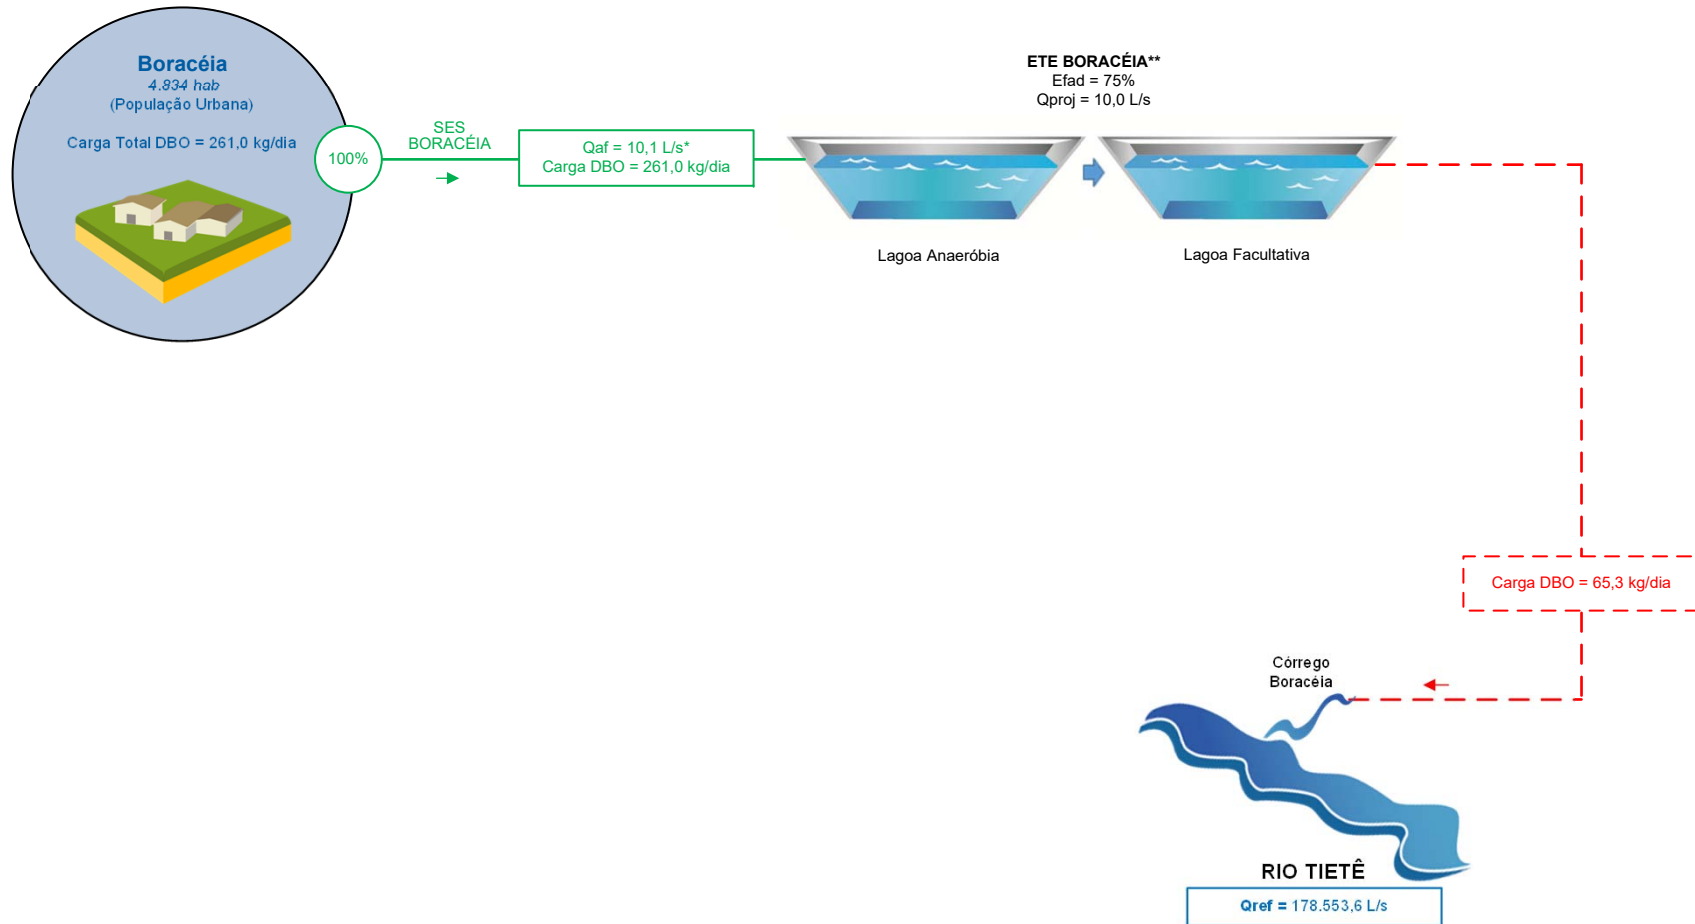 Boracéia
4.834 hab
(População Urbana)
Carga Total DBO = 261,0 kg/dia
100%
SES
BORACÉIA
Qaf = 10,1 L/s*
Carga DBO = 261,0 kg/dia
ETE BORACÉIA**
Efad = 75%
Qproj = 10,0 L/s
Lagoa Anaeróbia
Lagoa Facultativa
Carga DBO = 65,3 kg/dia
Córrego
Boracéia
RIO TIETÊ
Qref = 178.553,6 L/s